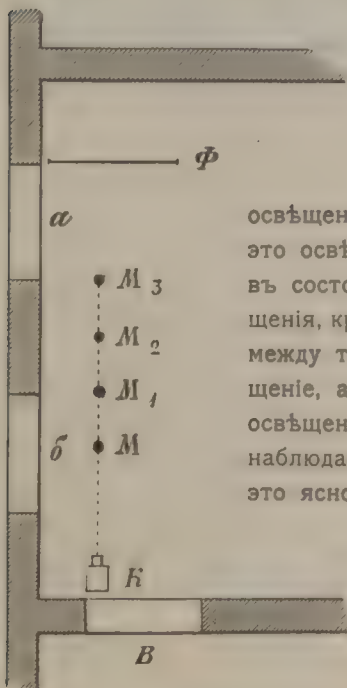 Ф
а
освѣщен
это освѣ
М 3
въ состо
щенія, кр
М 2
между т
М 1
щеніе, а
освѣщен
б
М
наблюда
это ясно
К
В